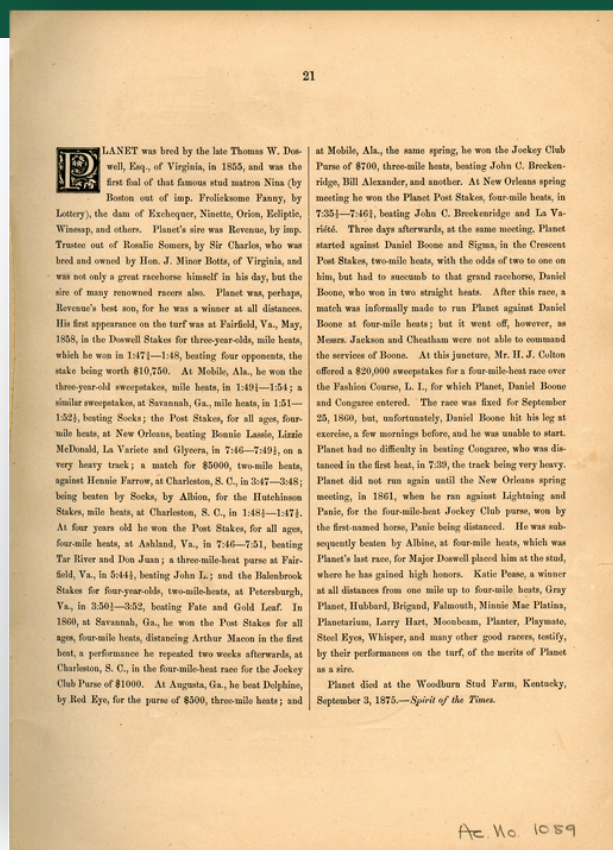 21
PLANET was bred by the late Thomas W. Dos-
well, Esq., of Virginia, in 1855, and was the
first foal of that famous stud matron Nina (by
Boston out of imp. Frolicksome Fanny, by
Lottery), the dam of Exchequer, Ninette, Orion, Ecliptic,
Winesap, and others. Planet's sire was Revenue, by imp.
Trustee out of Rosalie Somers, by Sir Charles, who was
bred and owned by Hon. J. Minor Botts, of Virginia, and
was not only a great racehorse himself in his day, but the
sire of many renowned racers also. Planet was, perhaps,
Revenue's best son, for he was a winner at all distances.
His first appearance on the turf was at Fairfield, Va., May,
1858, in the Doswell Stakes for three-year-olds, mile heats,
which he won in 1:47—1:48, beating four opponents, the
stake being worth $10,750. At Mobile, Ala., he won the
three-year-old sweepstakes, mile heats, in 1:49½—1:54; a
similar sweepstakes, at Savannah, Ga., mile heats, in 1:51—
1:52½, beating Socks; the Post Stakes, for all ages, four-
mile heats, at New Orleans, beating Bonnie Lassie, Lizzie
McDonald, La Variete and Glycera, in 7:46—7:49½, on a
very heavy track; a match for $5000, two-mile heats,
against Hennie Farrow, at Charleston, S. C., in 3:47—3:48;
being beaten by Socks, by Albion, for the Hutchinson
Stakes, mile heats, at Charleston, S. C., in 1:48½—1:47½.
At four years old he won the Post Stakes, for all ages,
four-mile heats, at Ashland, Va., in 7:46—7:51, beating
Tar River and Don Juan; a three-mile-heat purse at Fair-
field, Va., in 5:44½, beating John L.; and the Balenbrook
Stakes for four-year-olds, two-mile-heats, at Petersburgh,
Va., in 3:50½—3:52, beating Fate and Gold Leaf. In
1860, at Savannah, Ga., he won the Post Stakes for all
ages, four-mile heats, distancing Arthur Macon in the first
heat, a performance he repeated two weeks afterwards, at
Charleston, S. C., in the four-mile-heat race for the Jockey
Club Purse of $1000. At Augusta, Ga., he beat Delphine,
by Red Eye, for the purse of $500, three-mile heats; and
at Mobile, Ala., the same spring, he won the Jockey Club
Purse of $700, three-mile heats, beating John C. Brecken-
ridge, Bill Alexander, and another. At New Orleans spring
meeting he won the Planet Post Stakes, four-mile heats, in
7:35—7:46, beating John C. Breckenridge and La Va-
riété. Three days afterwards, at the same meeting, Planet
started against Daniel Boone and Sigma, in the Crescent
Post Stakes, two-mile heats, with the odds of two to one on
him, but had to succumb to that grand racehorse, Daniel
Boone, who won in two straight heats. After this race, a
match was informally made to run Planet against Daniel
Boone at four-mile heats; but it went off, however, as
Messrs. Jackson and Cheatham were not able to command
the services of Boone. At this juncture, Mr. H. J. Colton
offered a $20,000 sweepstakes for a four-mile-heat race over
the Fashion Course, L. I., for which Planet, Daniel Boone
and Congaree entered. The race was fixed for September
25, 1860, but, unfortunately, Daniel Boone hit his leg at
exercise, a few mornings before, and he was unable to start.
Planet had no difficulty in beating Congaree, who was dis-
tanced in the first heat, in 7:39, the track being very heavy.
Planet did not run again until the New Orleans spring
meeting, in 1861, when he ran against Lightning and
Panic, for the four-mile-heat Jockey Club purse, won by
the first-named horse, Panic being distanced. He was sub-
sequently beaten by Albine, at four-mile heats, which was
Planet's last race, for Major Doswell placed him at the stud,
where he has gained high honors. Katie Pease, a winner
at all distances from one mile up to four-mile heats, Gray
Planet, Hubbard, Brigand, Falmouth, Minnie Mac Platina,
Planetarium, Larry Hart, Moonbeam, Planter, Playmate,
Steel Eyes, Whisper, and many other good racers, testify,
by their performances on the turf, of the merits of Planet
as a sire.
Planet died at the Woodburn Stud Farm, Kentucky,
September 3, 1875.—Spirit of the Times.
Ac. No. 1059